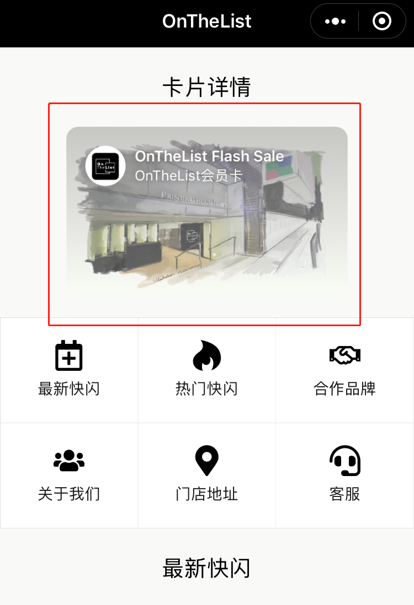 OnTheList
卡片详情
OnTheList Flash Sale
OnTheList会员卡
最新快闪
热门快闪
合作品牌
关于我们
门店地址
客服
最新快闪